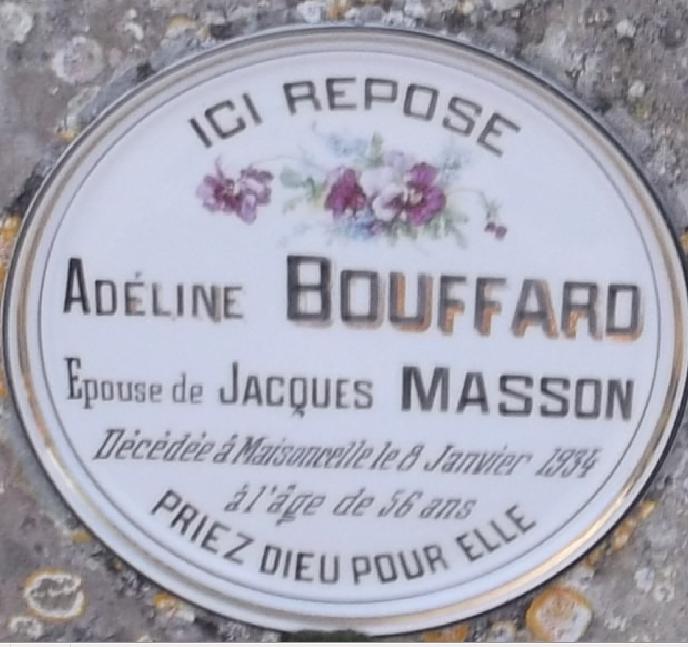 ICI REPOSE
ADÉLINE BOUFFARD
Epouse de JACQUES MASSON
Décédée à Maisoncelle le 8 Janvier 1934
à l'âge de 56 ans
PRIEZ DIEU POUR ELLE